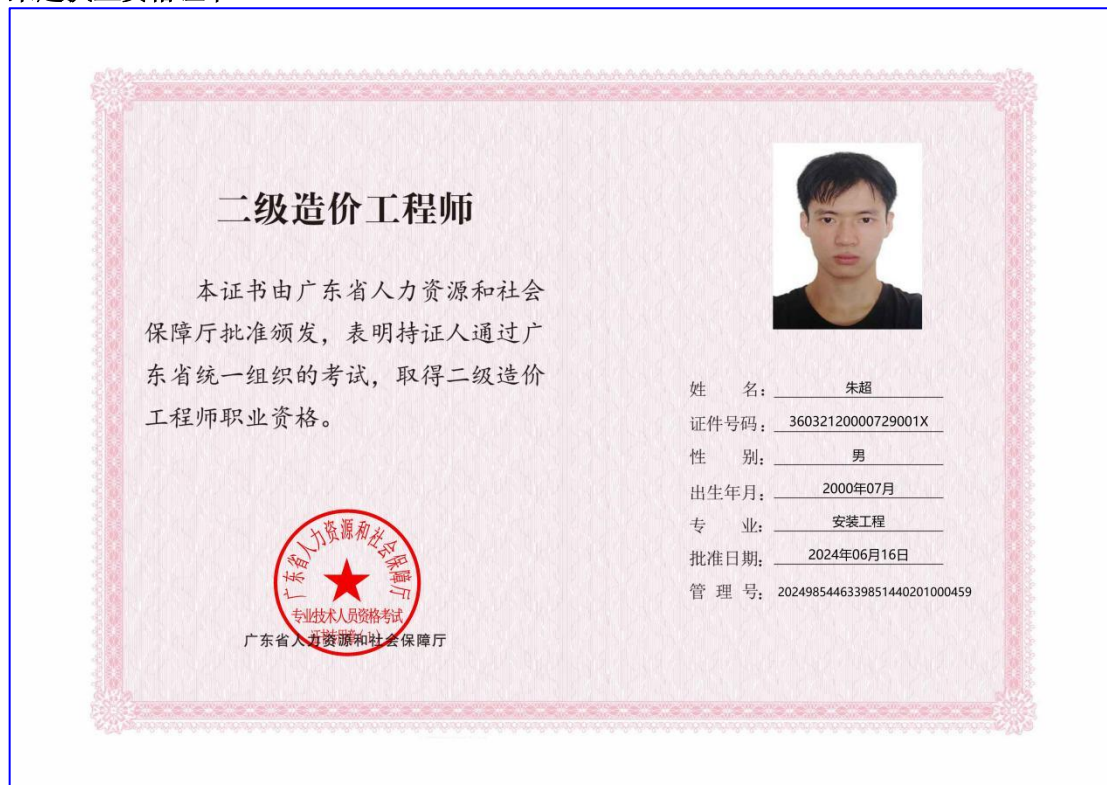 二级造价工程师
本证书由广东省人力资源和社会
保障厅批准颁发，表明持证人通过广
东省统一组织的考试，取得二级造价
工程师职业资格。
广东省人力资源和社会保障厅
专业技术人员资格考试
广东省人力资源和社会保障厅
姓 名：朱超
证件号码：36032120000729001X
性 别：男
出生年月：2000年07月
专 业：安装工程
批准日期：2024年06月16日
管 理 号：2024985446339851440201000459